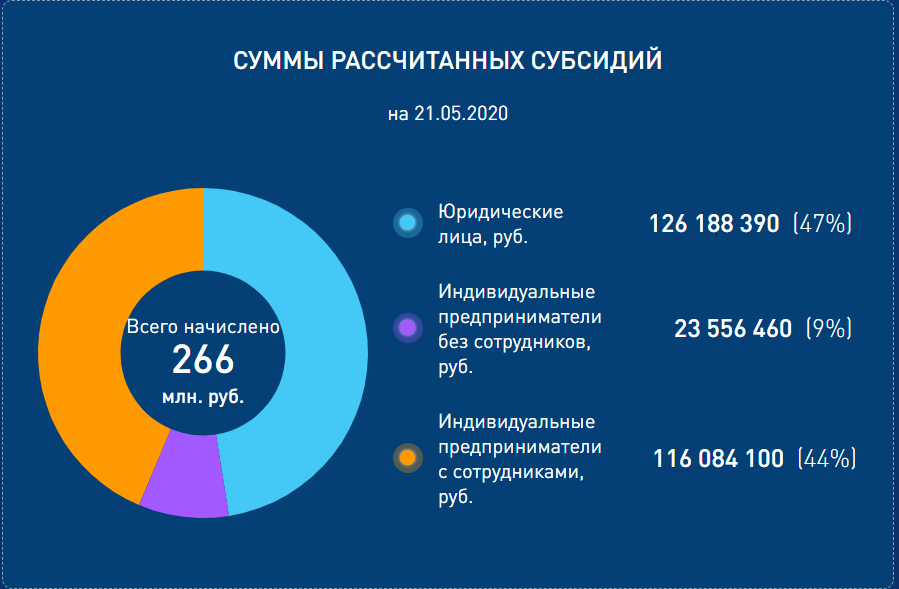 СУММЫ РАССЧИТАННЫХ СУБСИДИЙ
на 21.05.2020
Всего начислено
266
млн. руб.
Юридические
лица, руб.
126 188 390 (47%)
Индивидуальные
предприниматели
без сотрудников,
руб.
23 556 460 (9%)
Индивидуальные
предприниматели
с сотрудниками,
руб.
116 084 100 (44%)